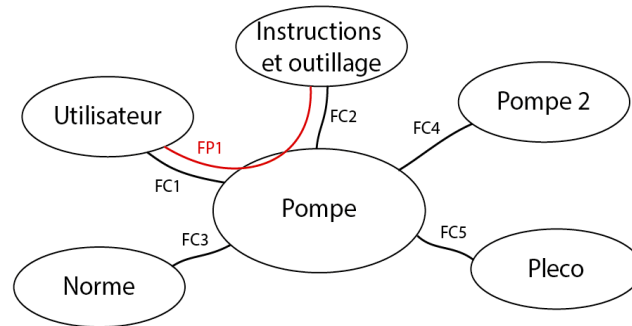 Instructions
et outillage
Utilisateur
Pompe 2
FC2
FC4
FP1
FC1
Pompe
FC3
FC5
Norme
Pleco